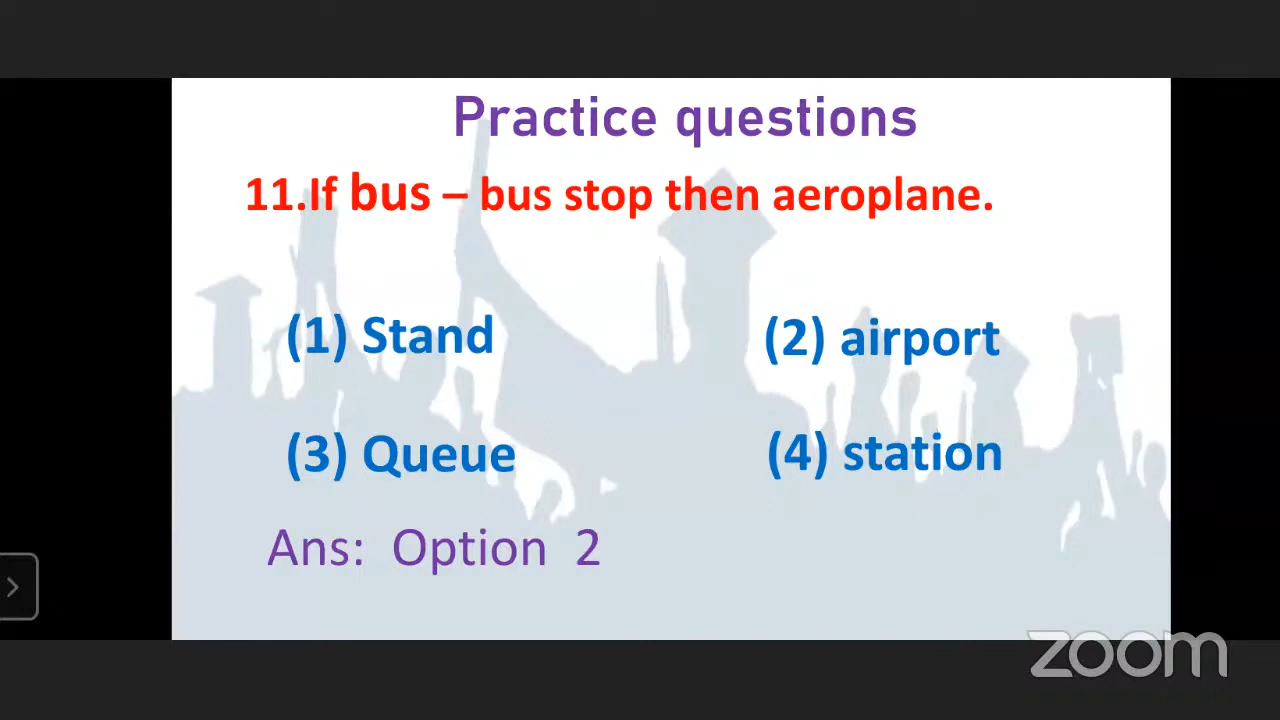 Practice questions
11.If bus – bus stop then aeroplane.
(1) Stand
(2) airport
(3) Queue
(4) station
Ans: Option 2
zoom